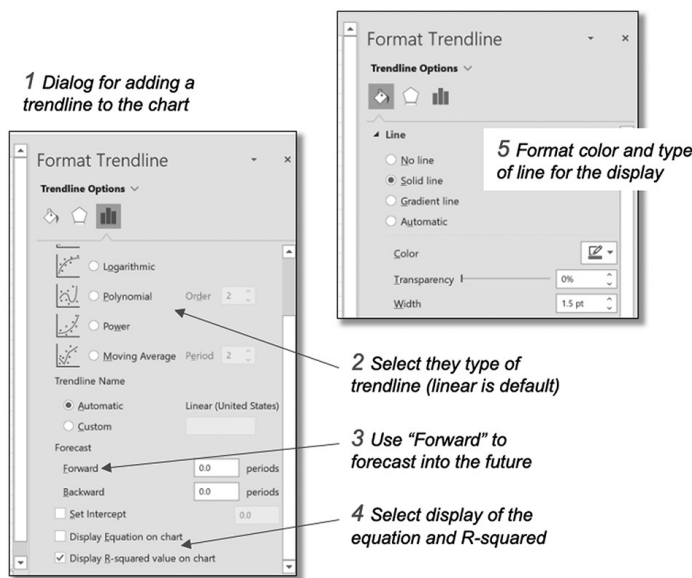 1 Dialog for adding a
trendline to the chart
Format Trendline
Trendline Options
Logarithmic
Polynomial Order 2
Power
Moving Average Period 2
Trendline Name
Automatic Linear (United States)
Custom
Forecast
Forward 0.0 periods
Backward 0.0 periods
Set Intercept 0.0
Display Equation on chart
Display R-squared value on chart
Format Trendline
Trendline Options
Line
No line
Solid line
Gradient line
Automatic
Color
Transparency 0%
Width 1.5 pt
5 Format color and type
of line for the display
2 Select they type of
trendline (linear is default)
3 Use “Forward” to
forecast into the future
4 Select display of the
equation and R-squared